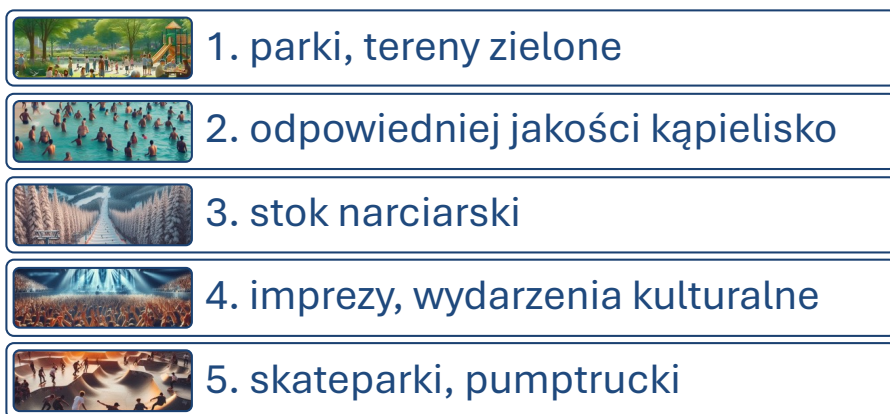 1. parki, tereny zielone
2. odpowiedniej jakości kąpielisko
3. stok narciarski
4. imprezy, wydarzenia kulturalne
5. skateparki, pumptrucki